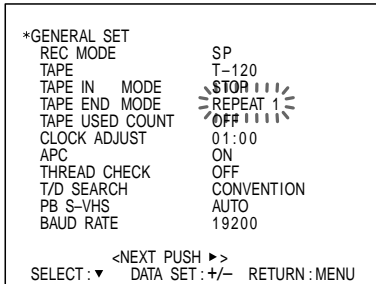 *GENERAL SET
REC MODE SP
TAPE T–120
TAPE IN MODE STOP
TAPE END MODE REPEAT 1
TAPE USED COUNT OFF
CLOCK ADJUST 01:00
APC ON
THREAD CHECK OFF
T/D SEARCH CONVENTION
PB S–VHS AUTO
BAUD RATE 19200
<NEXT PUSH ►>
SELECT:▼ DATA SET:+/– RETURN:MENU